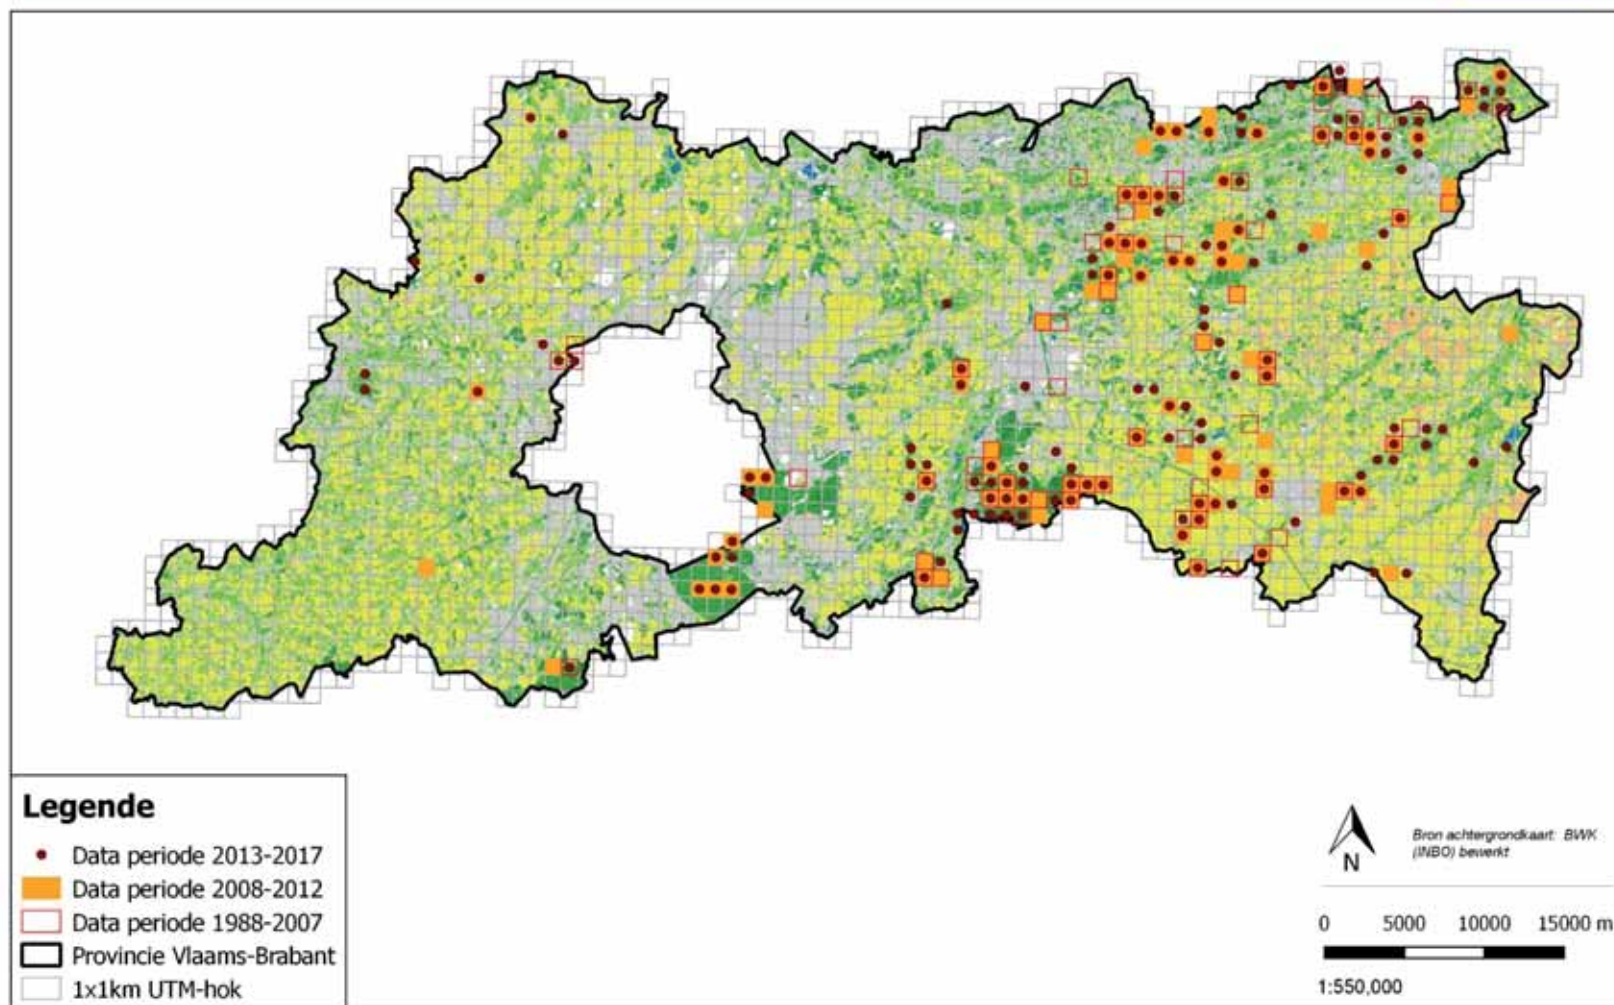 Legende
Data periode 2013-2017
Data periode 2008-2012
Data periode 1988-2007
Provincie Vlaams-Brabant
1x1km UTM-hok
N
Bron achtergrondkaart: BWK
(INBO) bewerkt
0 5000 10000 15000 m
1:550,000